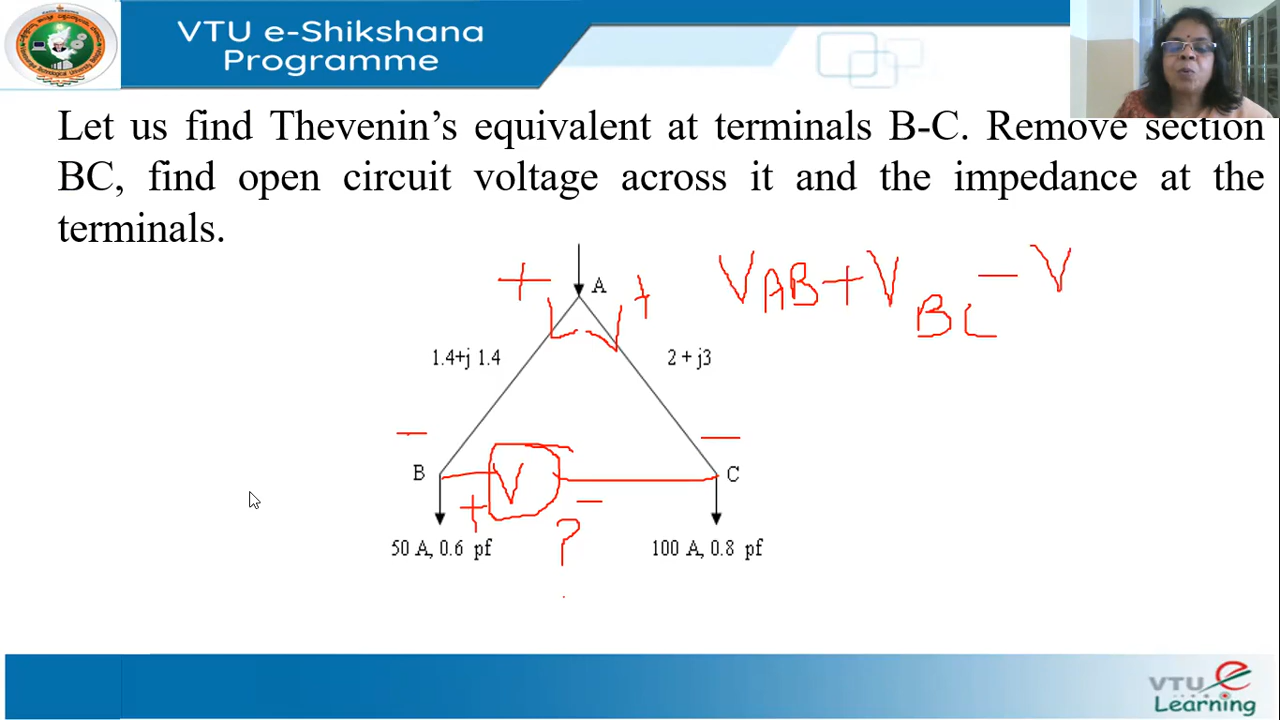 VTU e-Shikshana
Programme
Let us find Thevenin’s equivalent at terminals B-C. Remove section
BC, find open circuit voltage across it and the impedance at the
terminals.
VAB + VBC - V
+ A +
1.4+j 1.4 2 + j3
- -
B V C
+ -
?
50 A, 0.6 pf 100 A, 0.8 pf
VTU e
Learning